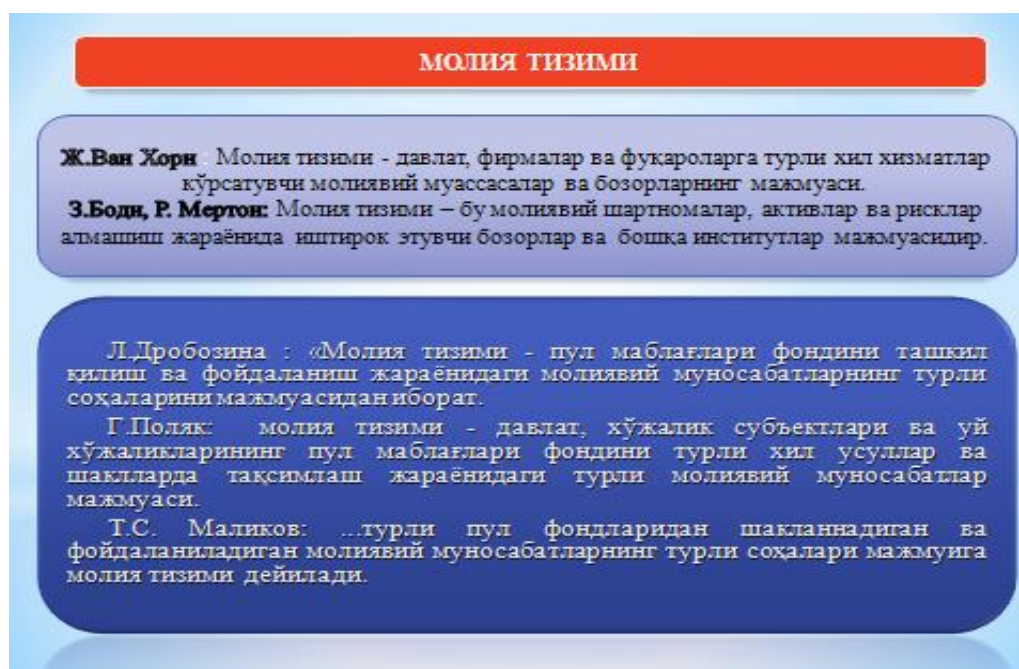 МОЛИЯ ТИЗИМИ
Ж.Ван Хорн : Молия тизими - давлат, фирмалар ва фуқароларга турли хил хизматлар
кўрсатувчи молиявий муассасалар ва бозорларнинг мажмуаси.
З.Боди, Р. Мертон: Молия тизими – бу молиявий шартномалар, активлар ва рисклар
алмашиш жараёнида иштирок этувчи бозорлар ва бошқа институтлар мажмуасидир.
Л.Дробозина : «Молия тизими - пул маблағлари фондини ташкил
қилиш ва фойдаланиш жараёнидаги молиявий муносабатларнинг турли
соҳаларини мажмуасидан иборат.
Г.Поляк: молия тизими - давлат, хўжалик субъектлари ва уй
хўжаликларининг пул маблағлари фондини турли хил усуллар ва
шаклларда тақсимлаш жараёнидаги турли молиявий муносабатлар
мажмуаси.
Т.С. Маликов: ...турли пул фондларидан шакланнадиган ва
фойдаланиладиган молиявий муносабатларнинг турли соҳалари мажмуига
молия тизими дейилади.